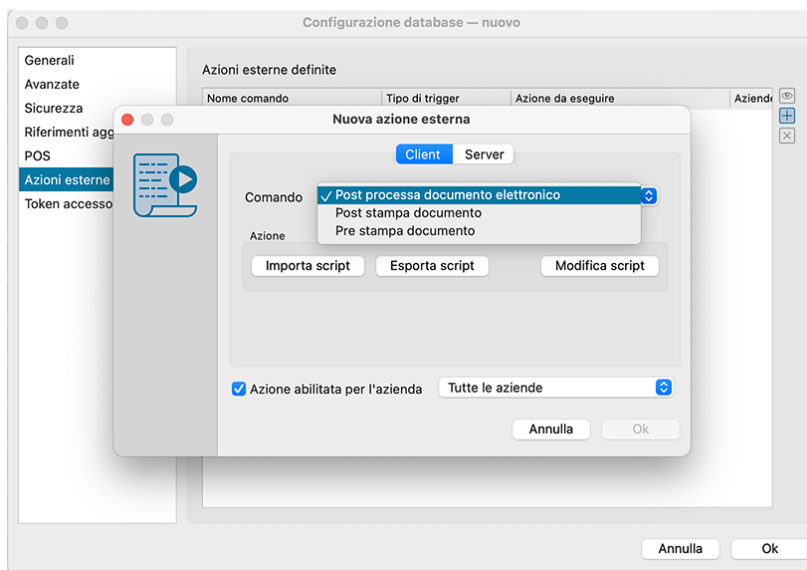 Configurazione database — nuovo
Generali
Avanzate
Sicurezza
Riferimenti agg
POS
Azioni esterne
Token accesso
Azioni esterne definite
Nome comando Tipo di trigger Azione da eseguire Aziende
Nuova azione esterna
Client Server
Comando
✓ Post processa documento elettronico
Post stampa documento
Pre stampa documento
Azione
Importa script Esporta script Modifica script
Azione abilitata per l'azienda Tutte le aziende
Annulla Ok
Annulla Ok